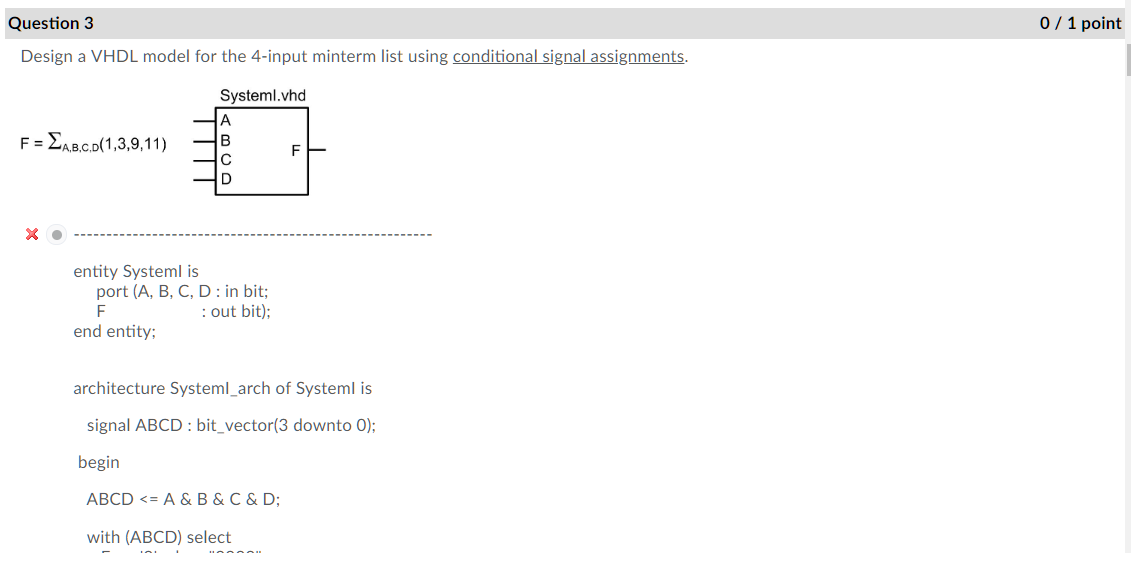 Question 3 0 / 1 point
Design a VHDL model for the 4-input minterm list using conditional signal assignments.
SystemI.vhd
A
F = ∑A,B,C,D(1,3,9,11)
B
F
C
D
-------------------------------------------------------
entity SystemI is
port (A, B, C, D : in bit;
F : out bit);
end entity;
architecture SystemI_arch of SystemI is
signal ABCD : bit_vector(3 downto 0);
begin
ABCD <= A & B & C & D;
with (ABCD) select